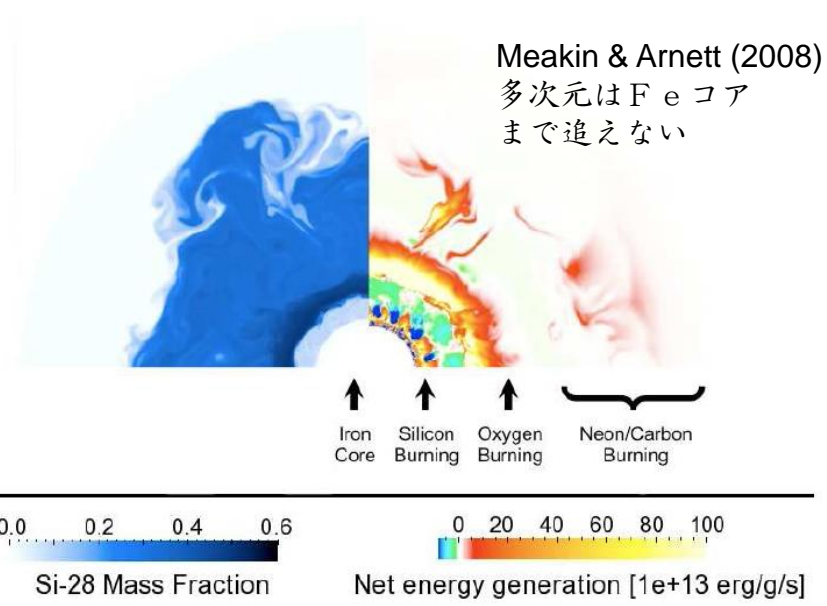 Meakin & Arnett (2008)
多次元はＦｅコア
まで追えない
Iron
Core
Silicon
Burning
Oxygen
Burning
Neon/Carbon
Burning
0.0 0.2 0.4 0.6
Si-28 Mass Fraction
0 20 40 60 80 100
Net energy generation [1e+13 erg/g/s]